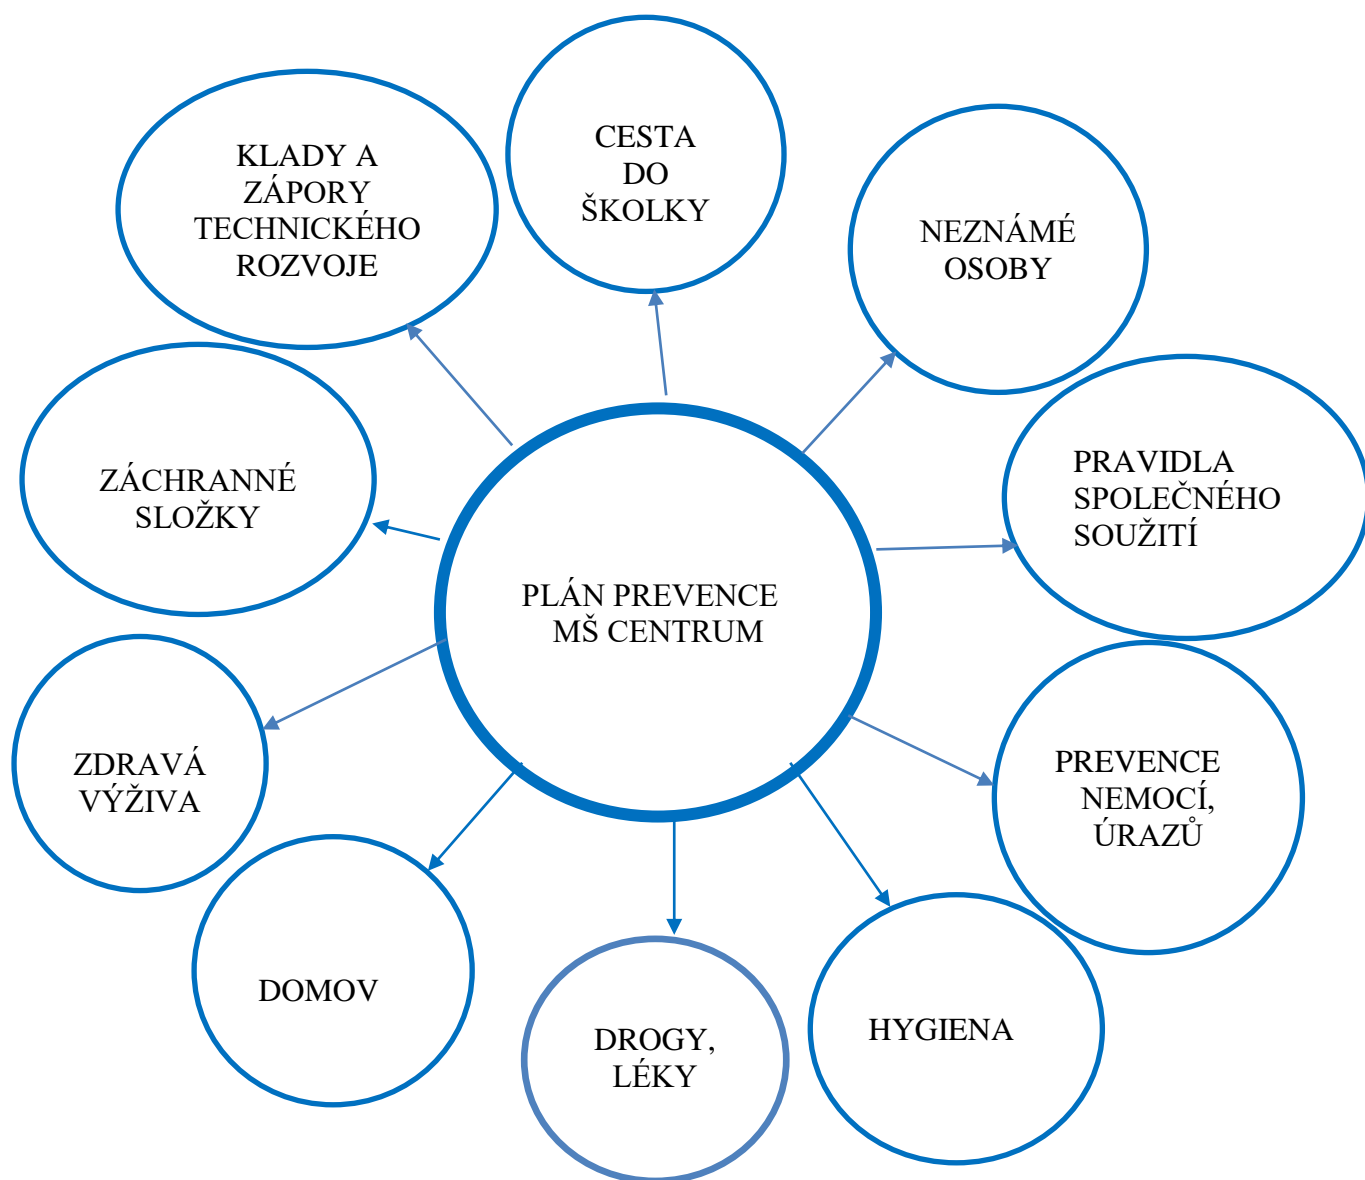 CESTA
DO
ŠKOLKY
KLADY A
ZÁPORY
TECHNICKÉHO
ROZVOJE
NEZNÁMÉ
OSOBY
ZÁCHRANNÉ
SLOŽKY
PRAVIDLA
SPOLEČNÉHO
SOUŽITÍ
PLÁN PREVENCE
MŠ CENTRUM
ZDRAVÁ
VÝŽIVA
PREVENCE
NEMOCÍ,
ÚRAZŮ
DOMOV
DROGY,
LÉKY
HYGIENA